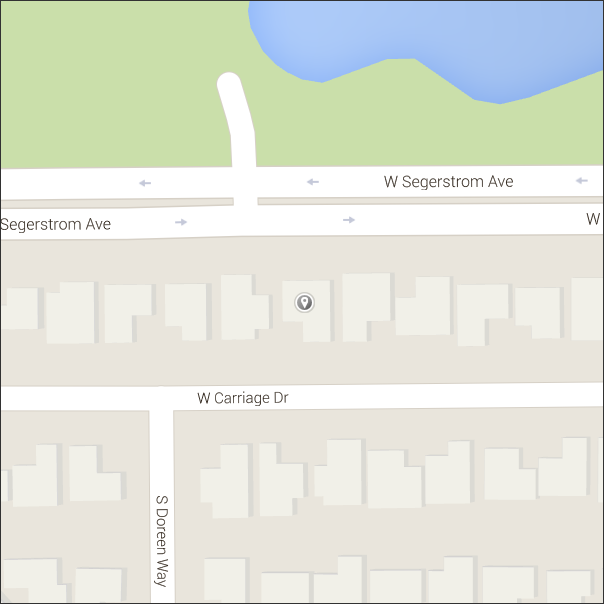 W Segerstrom Ave
Segerstrom Ave
W
W Carriage Dr
S Doreen Way